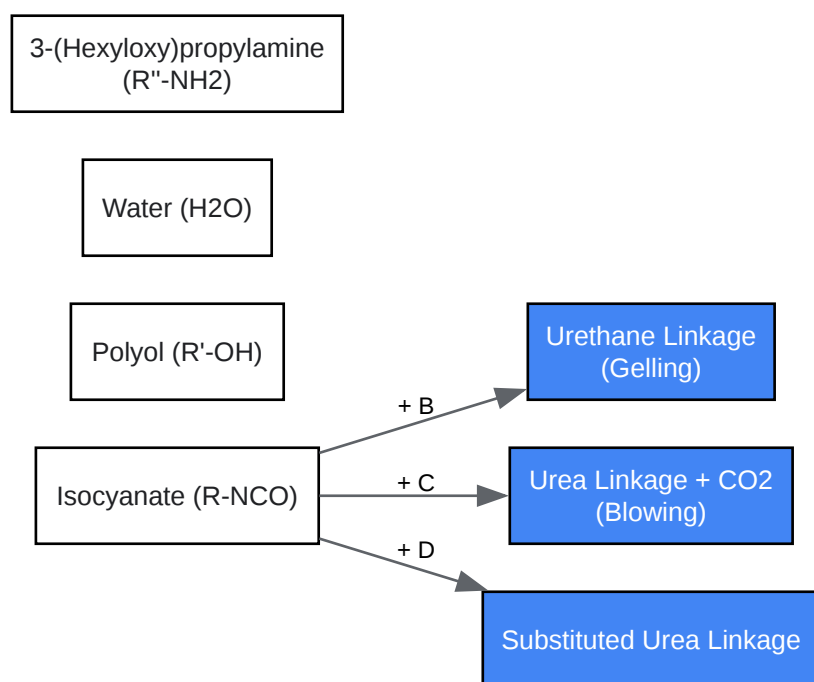 3-(Hexyloxy)propylamine
(R"-NH2)
Water (H2O)
Polyol (R'-OH)
Urethane Linkage
(Gelling)
+ B
Isocyanate (R-NCO)
+ C
Urea Linkage + CO2
(Blowing)
+ D
Substituted Urea Linkage